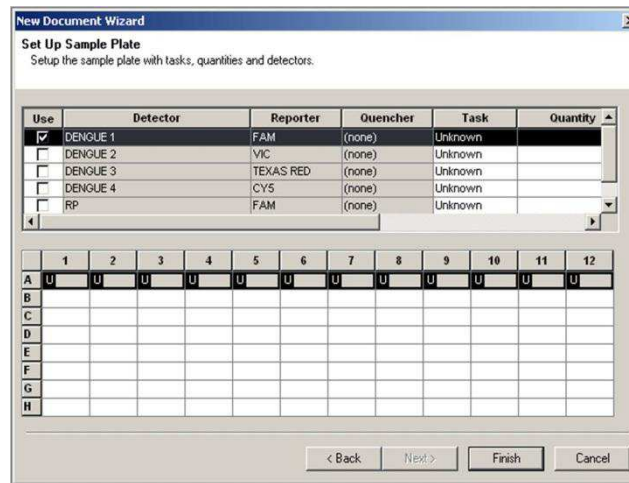 New Document Wizard
Set Up Sample Plate
Setup the sample plate with tasks, quantities and detectors.
Use Detector Reporter Quencher Task Quantity
DENGUE 1 FAM (none) Unknown
DENGUE 2 VIC (none) Unknown
DENGUE 3 TEXAS RED (none) Unknown
DENGUE 4 CY5 (none) Unknown
RP FAM (none) Unknown
1 2 3 4 5 6 7 8 9 10 11 12
A U U U U U U U U U U U U
B
C
D
E
F
G
H
< Back Next > Finish Cancel